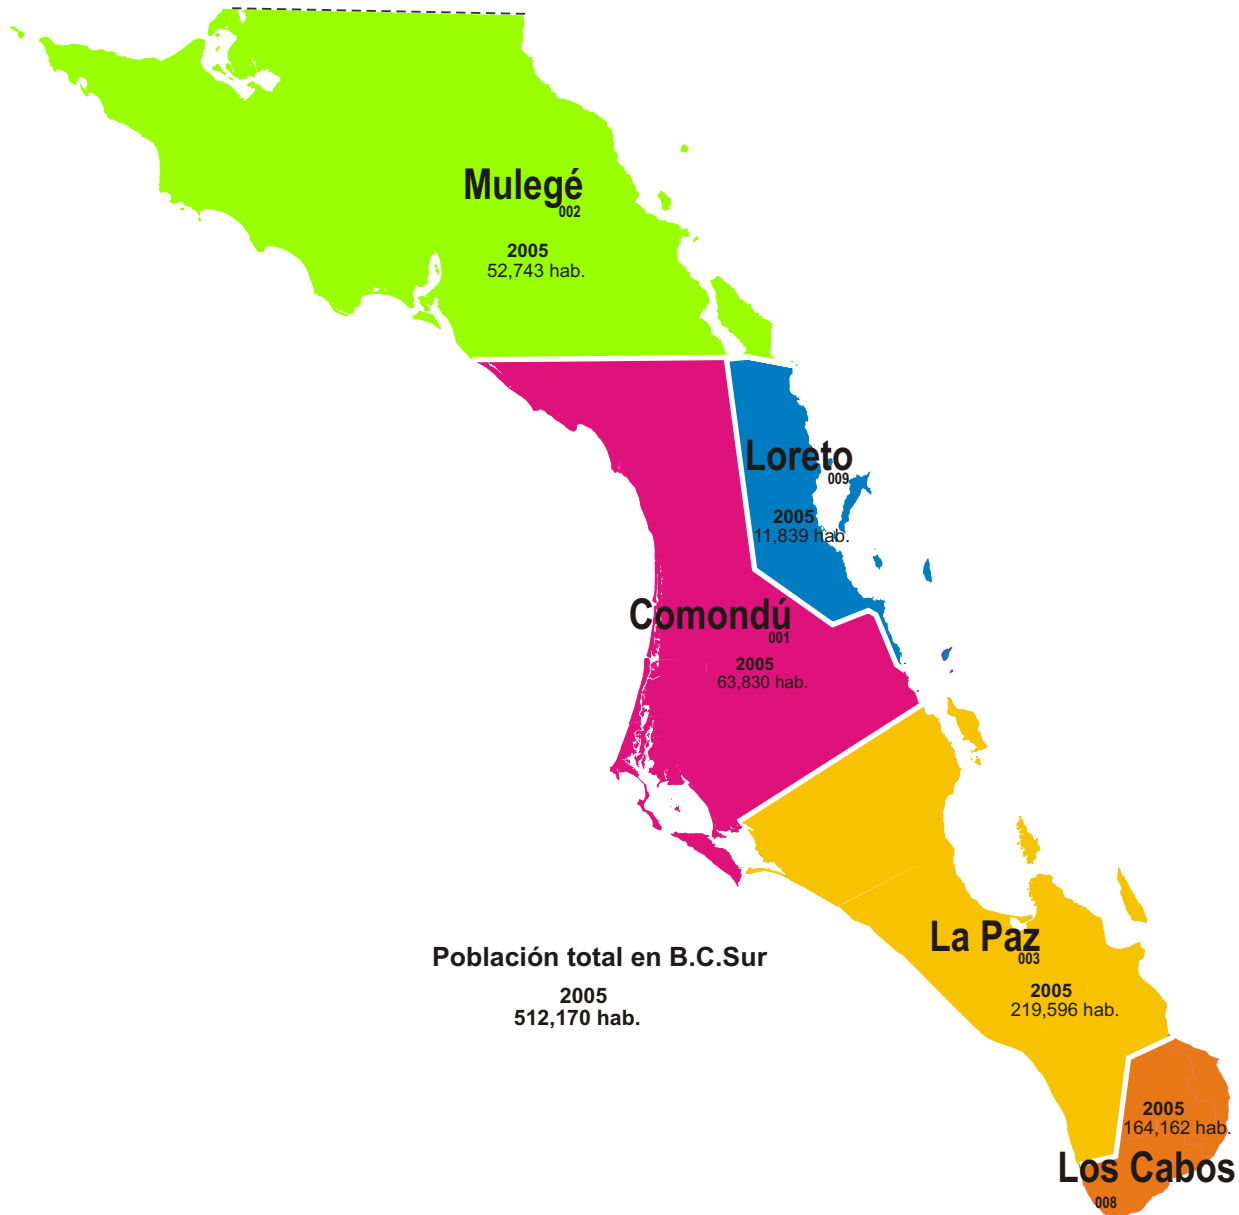 Mulegé
002
2005
52,743 hab.
Loreto
009
2005
11,839 hab.
Comondú
001
2005
63,830 hab.
La Paz
003
2005
219,596 hab.
Población total en B.C.Sur
2005
512,170 hab.
2005
164,162 hab.
Los Cabos
008